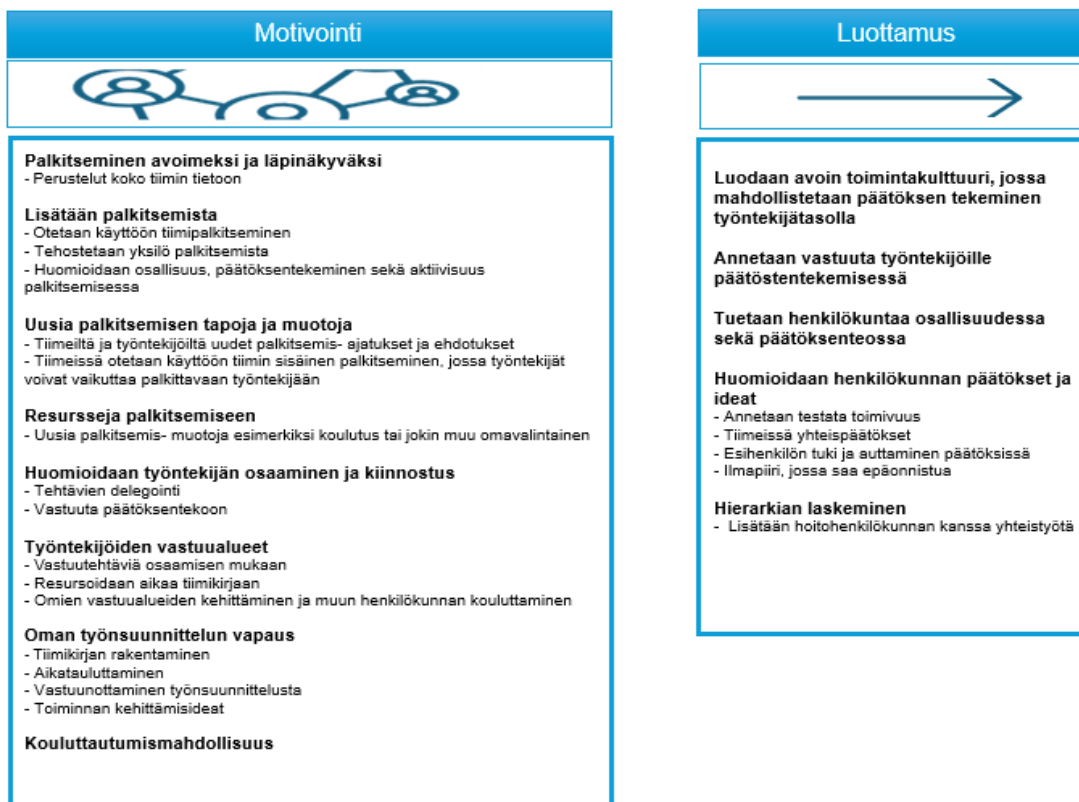 Motivointi
Palkitseminen avoimeksi ja läpinäkyväksi
- Perustelut koko tiimin tietoon
Lisätään palkitsemista
- Otetaan käyttöön tiimipalkitseminen
- Tehostetaan yksilö palkitsemista
- Huomioidaan osallisuus, päätöksentekeminen sekä aktiivisuus
palkitsemisessa
Uusia palkitsemisen tapoja ja muotoja
- Tiimeiltä ja työntekijöiltä uudet palkitsemis- ajatukset ja ehdotukset
- Tiimeissä otetaan käyttöön tiimin sisäinen palkitseminen, jossa työntekijät
voivat vaikuttaa palkittavaan työntekijään
Resursseja palkitsemiseen
- Uusia palkitsemis- muotoja esimerkiksi koulutus tai jokin muu omavalintainen
Huomioidaan työntekijän osaaminen ja kiinnostus
- Tehtävien delegointi
- Vastuuta päätöksentekoon
Työntekijöiden vastuualueet
- Vastuutehtäviä osaamisen mukaan
- Resursoidaan aikaa tiimikirjaan
- Omien vastuualueiden kehittäminen ja muun henkilökunnan kouluttaminen
Oman työnsuunnittelun vapaus
- Tiimikirjan rakentaminen
- Aikatauluttaminen
- Vastuunottaminen työnsuunnittelusta
- Toiminnan kehittämisideat
Kouluttautumismahdollisuus
Luottamus
Luodaan avoin toimintakulttuuri, jossa
mahdollistetaan päätöksen tekeminen
työntekijätasolla
Annetaan vastuuta työntekijöille
päätöstentekemisessä
Tuetaan henkilökuntaa osallisuudessa
sekä päätöksenteossa
Huomioidaan henkilökunnan päätökset ja
ideat
- Annetaan testata toimivuus
- Tiimeissä yhteispäätökset
- Esihenkilön tuki ja auttaminen päätöksissä
- Ilmapiiri, jossa saa epäonnistua
Hierarkian laskeminen
- Lisätään hoitohenkilökunnan kanssa yhteistyötä